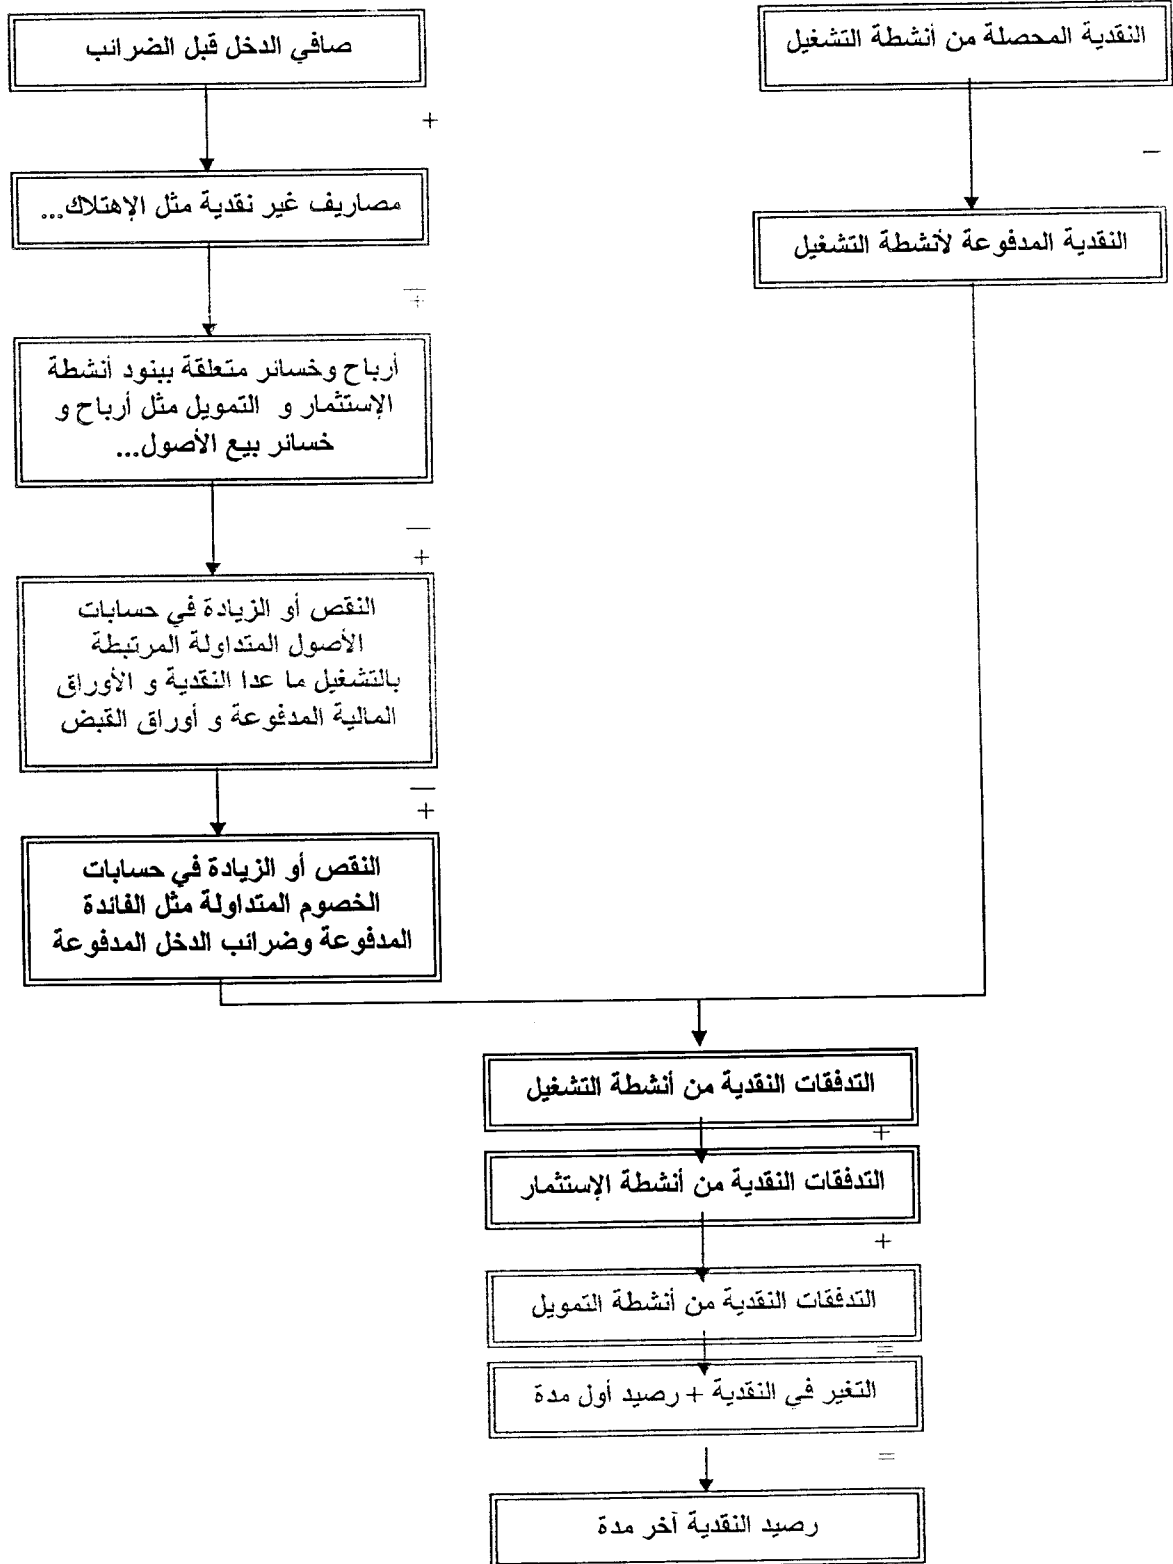 النقدية المحصلة من أنشطة التشغيل
–
النقدية المدفوعة لأنشطة التشغيل
صافي الدخل قبل الضرائب
+
مصاريف غير نقدية مثل الإهتلاك...
–
+
أرباح وخسائر متعلقة ببنود أنشطة
الإستثمار و التمويل مثل أرباح و
خسائر بيع الأصول...
–
+
النقص أو الزيادة في حسابات
الأصول المتداولة المرتبطة
بالتشغيل ما عدا النقدية و الأوراق
المالية المدفوعة و أوراق القبض
–
+
النقص أو الزيادة في حسابات
الخصوم المتداولة مثل الفائدة
المدفوعة وضرائب الدخل المدفوعة
التدفقات النقدية من أنشطة التشغيل
+
التدفقات النقدية من أنشطة الإستثمار
+
التدفقات النقدية من أنشطة التمويل
=
التغير في النقدية + رصيد أول مدة
=
رصيد النقدية آخر مدة